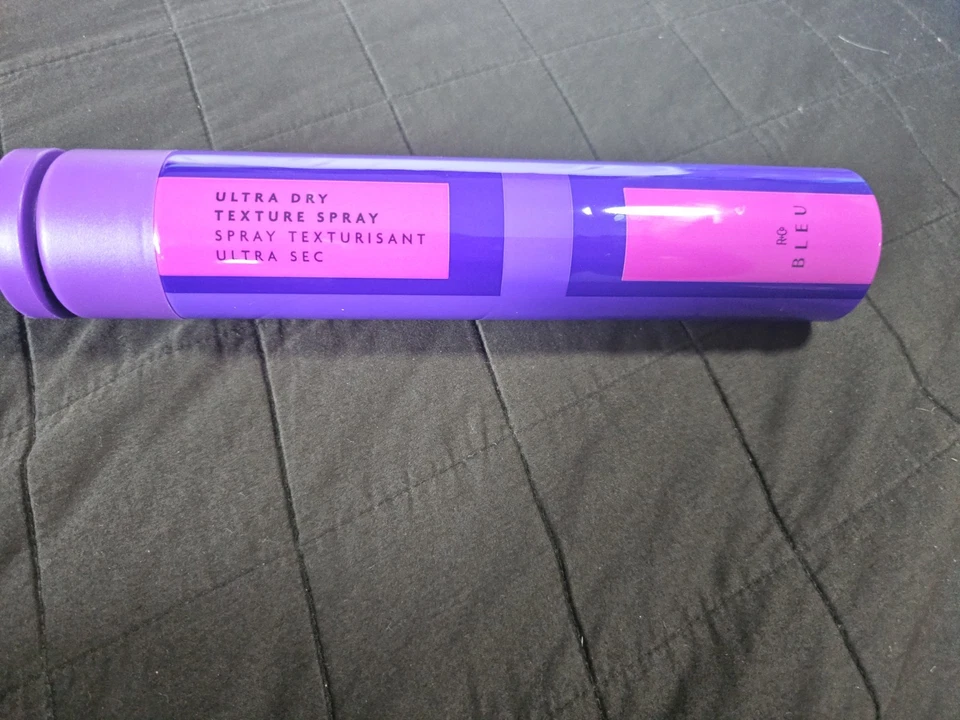 ULTRA DRY
TEXTURE SPRAY
SPRAY TEXTURISANT
ULTRA SEC
R+Co
BLEU